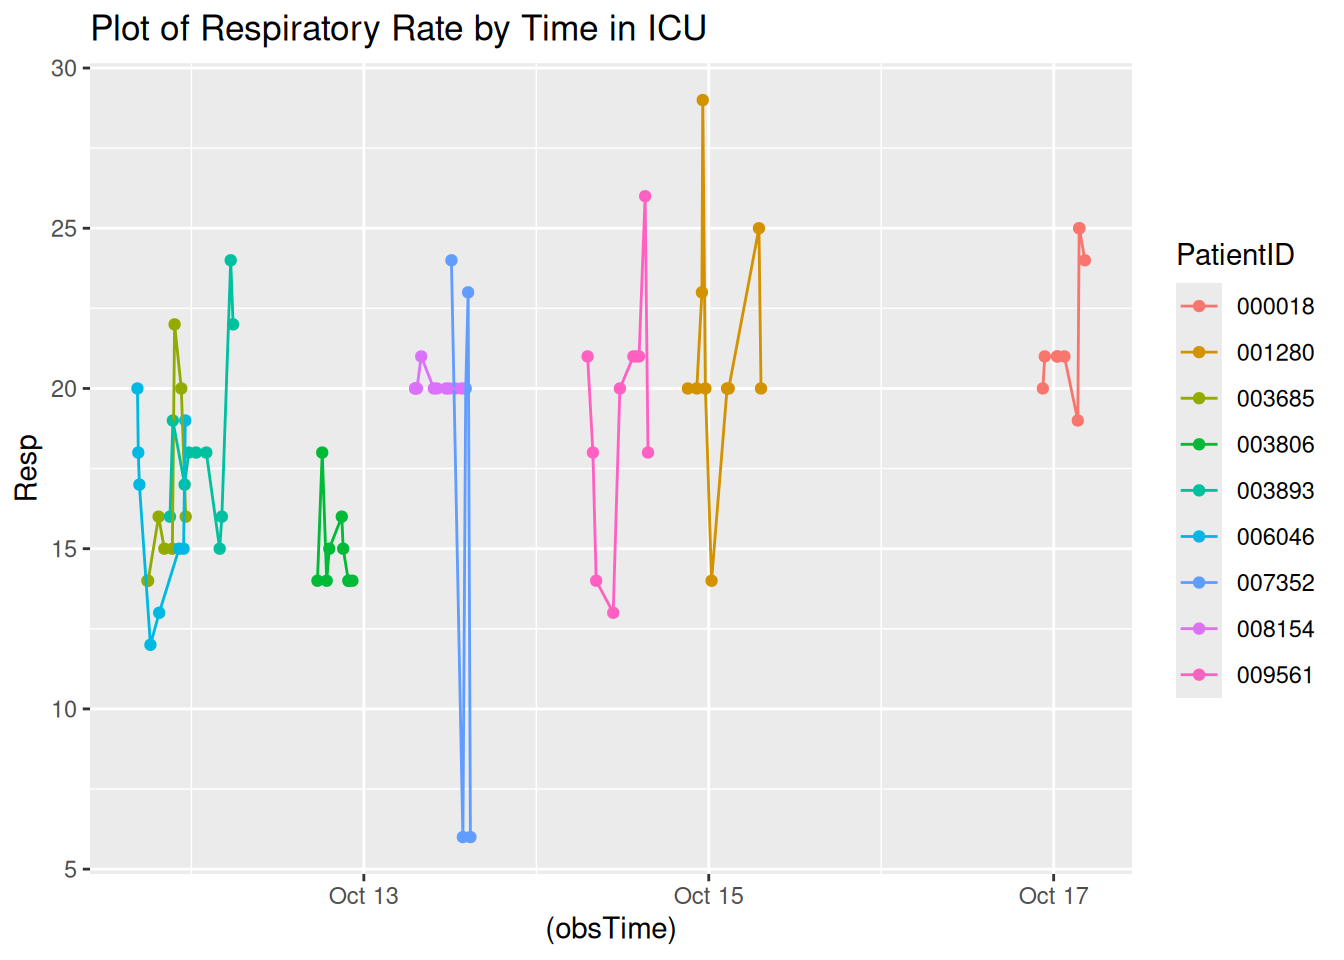 Plot of Respiratory Rate by Time in ICU
30
25
20
15
10
5
Resp
Oct 13
Oct 15
Oct 17
(obsTime)
PatientID
000018
001280
003685
003806
003893
006046
007352
008154
009561